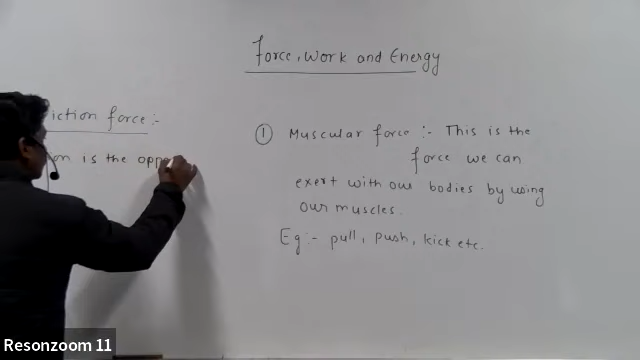 Force, Work and Energy
iction force :-
on is the opp
① Muscular force :- This is the
force we can
exert with our bodies by using
our muscles.
Eg :- pull, push, kick etc.
Resonzoom 11